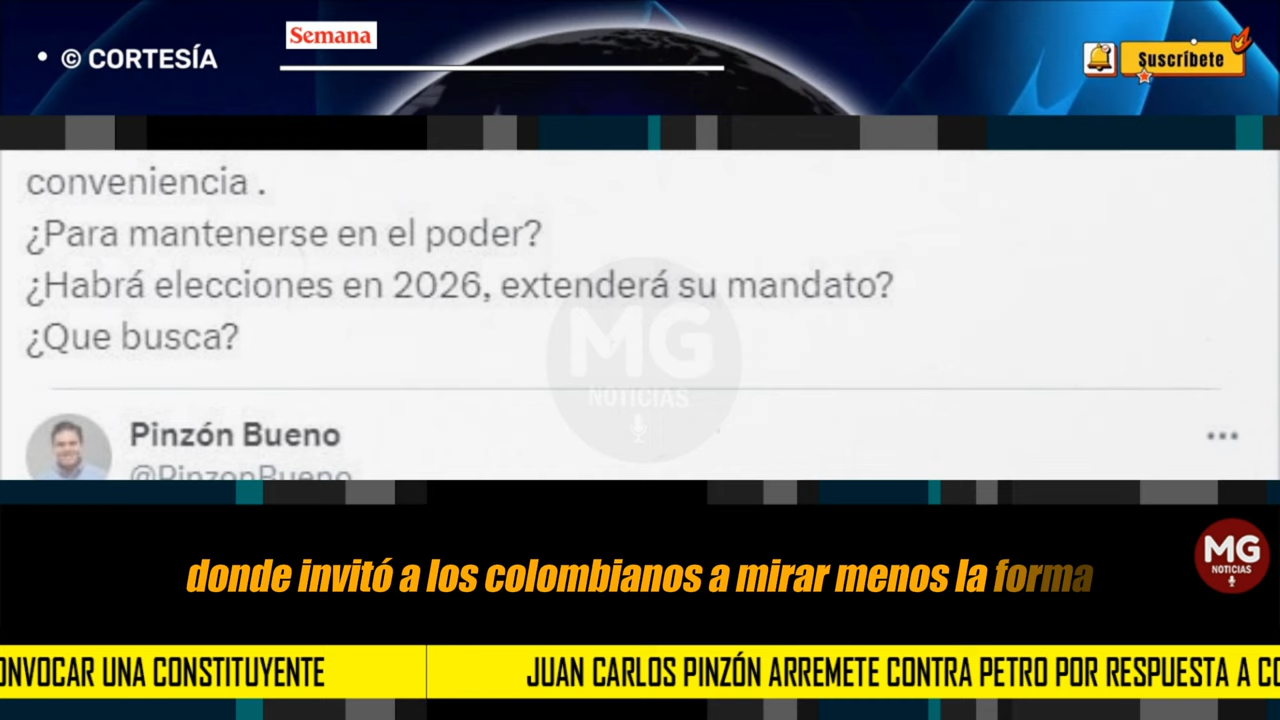 • © CORTESÍA
Semana
Suscríbete
conveniencia .
¿Para mantenerse en el poder?
¿Habrá elecciones en 2026, extenderá su mandato?
¿Que busca?
MG
NOTICIAS
Pinzón Bueno
@PinzonBueno
donde invitó a los colombianos a mirar menos la forma
MG
NOTICIAS
ONVOCAR UNA CONSTITUYENTE
JUAN CARLOS PINZÓN ARREMETE CONTRA PETRO POR RESPUESTA A CO